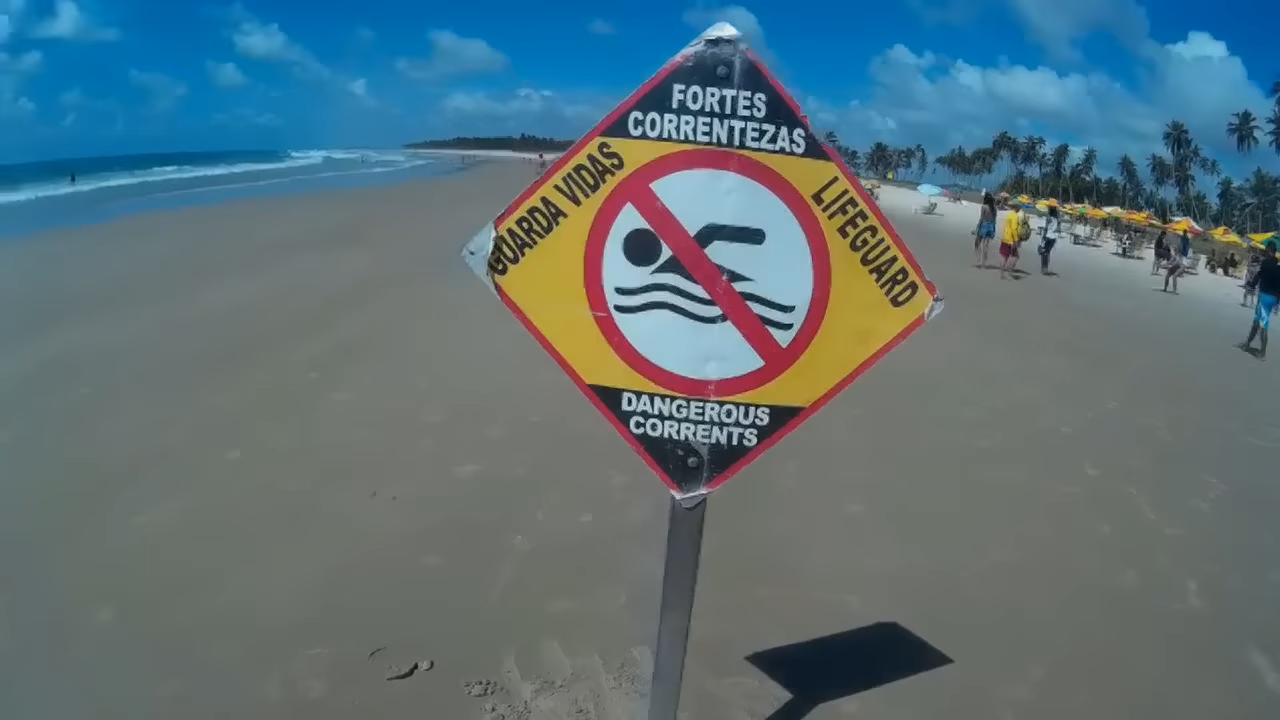 FORTES
CORRENTEZAS
GUARDA VIDAS
LIFEGUARD
DANGEROUS
CORRENTS